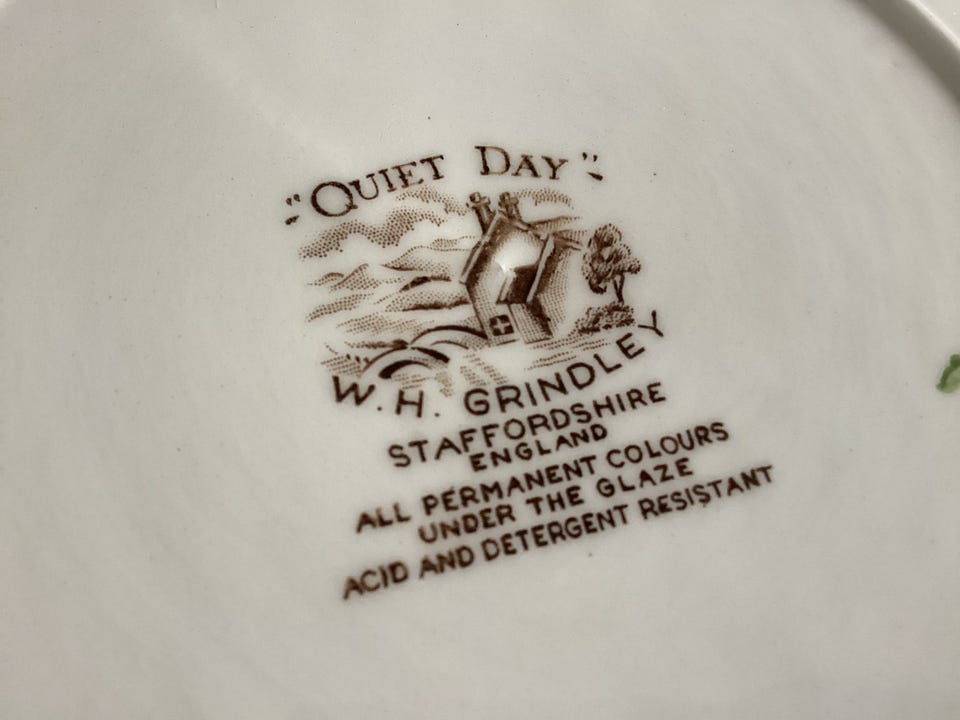 "QUIET DAY"
W.H. GRINDLEY
STAFFORDSHIRE
ENGLAND
ALL PERMANENT COLOURS
UNDER THE GLAZE
ACID AND DETERGENT RESISTANT